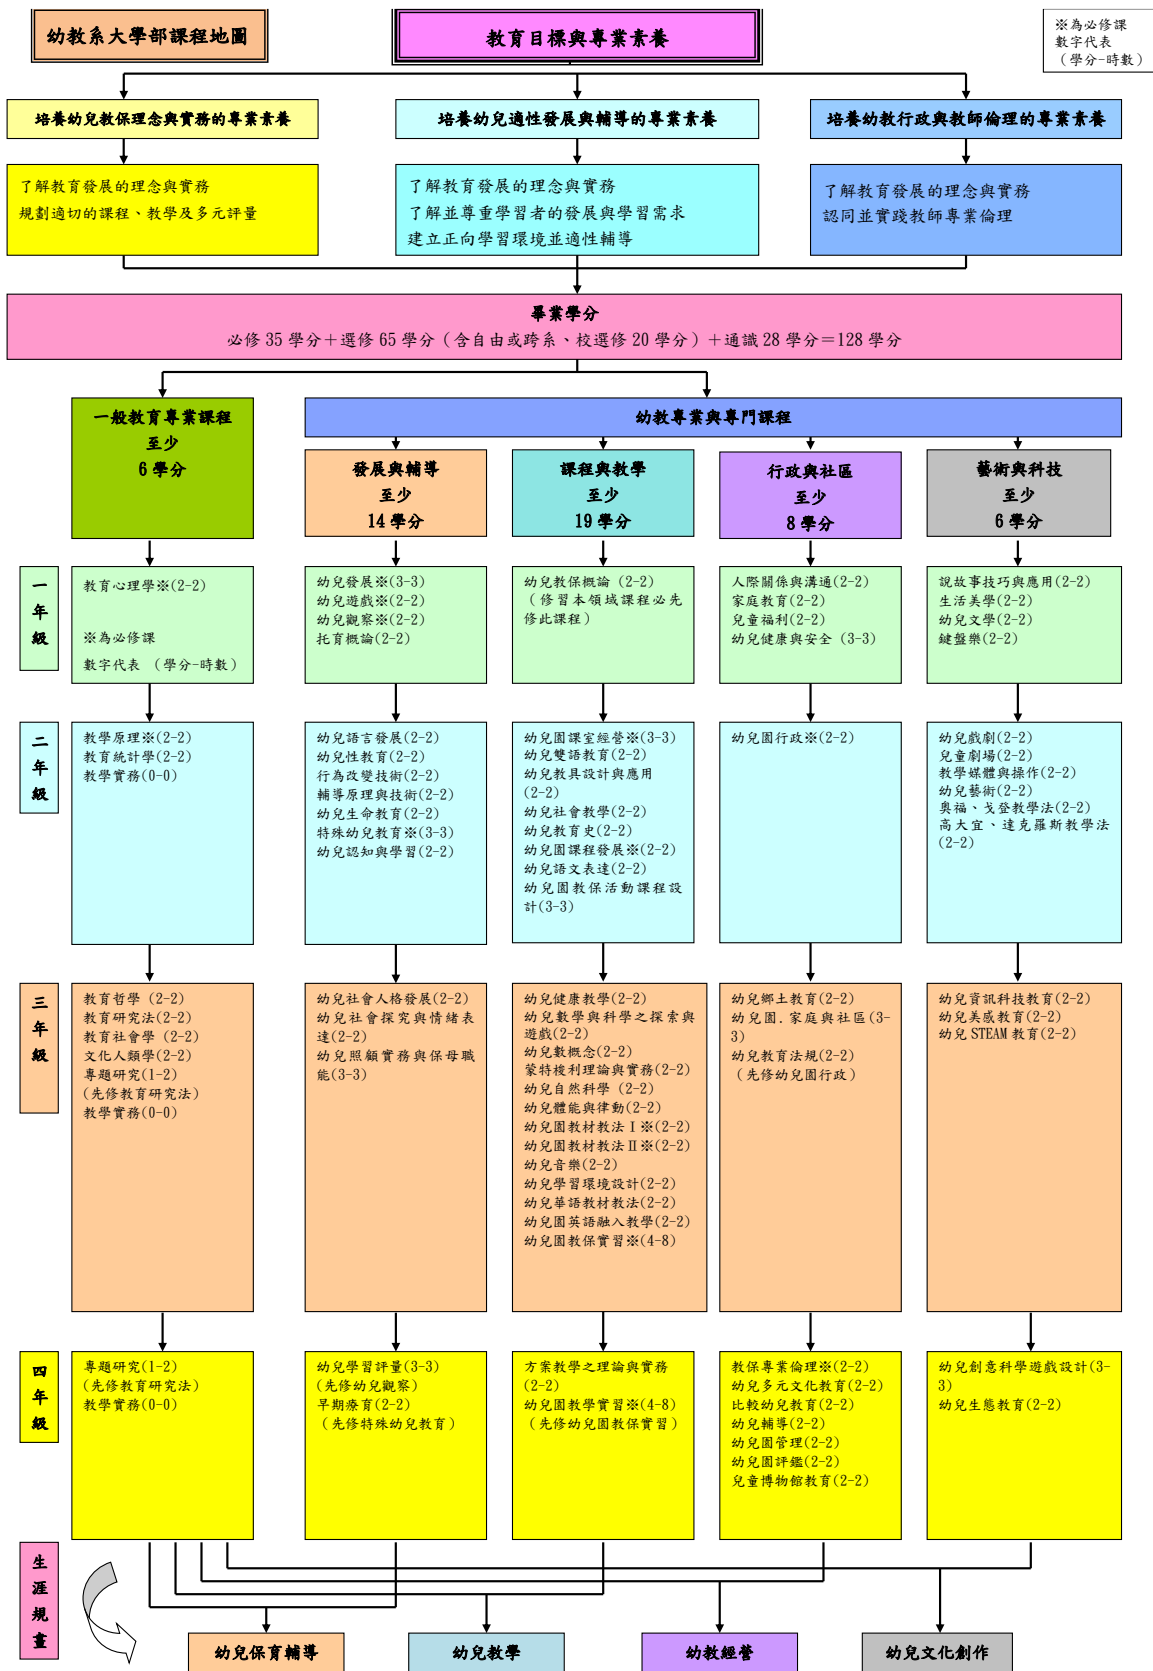 幼教系大學部課程地圖
教育目標與專業素養
※為必修課
數字代表
（學分-時數）
培養幼兒教保理念與實務的專業素養
培養幼兒適性發展與輔導的專業素養
培養幼教行政與教師倫理的專業素養
了解教育發展的理念與實務
規劃適切的課程、教學及多元評量
了解教育發展的理念與實務
了解並尊重學習者的發展與學習需求
建立正向學習環境並適性輔導
了解教育發展的理念與實務
認同並實踐教師專業倫理
畢業學分
必修 35 學分＋選修 65 學分（含自由或跨系、校選修 20 學分）＋通識 28 學分＝128 學分
一般教育專業課程
至少
6 學分
幼教專業與專門課程
發展與輔導
至少
14 學分
課程與教學
至少
19 學分
行政與社區
至少
8 學分
藝術與科技
至少
6 學分
一
年
級
教育心理學※(2-2)
※為必修課
數字代表 （學分-時數）
幼兒發展※(3-3)
幼兒遊戲※(2-2)
幼兒觀察※(2-2)
托育概論(2-2)
幼兒教保概論 (2-2)
（修習本領域課程必先
修此課程）
人際關係與溝通(2-2)
家庭教育(2-2)
兒童福利(2-2)
幼兒健康與安全 (3-3)
說故事技巧與應用(2-2)
生活美學(2-2)
幼兒文學(2-2)
鍵盤樂(2-2)
二
年
級
教學原理※(2-2)
教育統計學(2-2)
教學實務(0-0)
幼兒語言發展(2-2)
幼兒性教育(2-2)
行為改變技術(2-2)
輔導原理與技術(2-2)
幼兒生命教育(2-2)
特殊幼兒教育※(3-3)
幼兒認知與學習(2-2)
幼兒園課室經營※(3-3)
幼兒雙語教育(2-2)
幼兒教具設計與應用
(2-2)
幼兒社會教學(2-2)
幼兒教育史(2-2)
幼兒園課程發展※(2-2)
幼兒語文表達(2-2)
幼兒園教保活動課程設
計(3-3)
幼兒園行政※(2-2)
幼兒戲劇(2-2)
兒童劇場(2-2)
教學媒體與操作(2-2)
幼兒藝術(2-2)
奧福、戈登教學法(2-2)
高大宜、達克羅斯教學法
(2-2)
三
年
級
教育哲學 (2-2)
教育研究法(2-2)
教育社會學(2-2)
文化人類學(2-2)
專題研究(1-2)
(先修教育研究法)
教學實務(0-0)
幼兒社會人格發展(2-2)
幼兒社會探究與情緒表
達(2-2)
幼兒照顧實務與保母職
能(3-3)
幼兒健康教學(2-2)
幼兒數學與科學之探索與
遊戲(2-2)
幼兒數概念(2-2)
蒙特梭利理論與實務(2-2)
幼兒自然科學 (2-2)
幼兒體能與律動(2-2)
幼兒園教材教法Ⅰ※(2-2)
幼兒園教材教法Ⅱ※(2-2)
幼兒音樂(2-2)
幼兒學習環境設計(2-2)
幼兒華語教材教法(2-2)
幼兒園英語融入教學(2-2)
幼兒園教保實習※(4-8)
幼兒鄉土教育(2-2)
幼兒園.家庭與社區(3-
3)
幼兒教育法規(2-2)
（先修幼兒園行政）
幼兒資訊科技教育(2-2)
幼兒美感教育(2-2)
幼兒 STEAM 教育(2-2)
四
年
級
專題研究(1-2)
(先修教育研究法)
教學實務(0-0)
幼兒學習評量(3-3)
(先修幼兒觀察)
早期療育(2-2)
（先修特殊幼兒教育）
方案教學之理論與實務
(2-2)
幼兒園教學實習※(4-8)
(先修幼兒園教保實習）
教保專業倫理※(2-2)
幼兒多元文化教育(2-2)
比較幼兒教育(2-2)
幼兒輔導(2-2)
幼兒園管理(2-2)
幼兒園評鑑(2-2)
兒童博物館教育(2-2)
幼兒創意科學遊戲設計(3-
3)
幼兒生態教育(2-2)
生
涯
規
畫
幼兒保育輔導
幼兒教學
幼教經營
幼兒文化創作